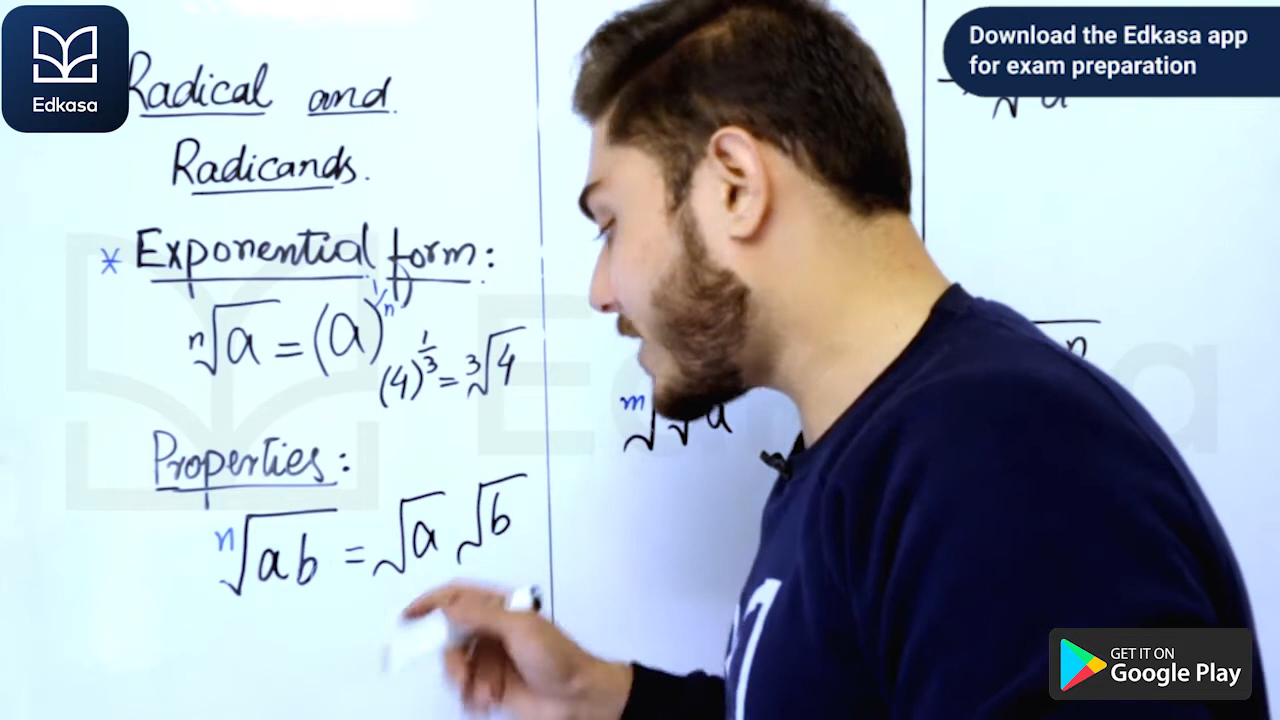 Edkasa
Radical and
Radicands.
* Exponential form:
ⁿ√a = (a)^1/n
(4)^1/3 = ³√4
Properties:
ⁿ√ab = √a √b
m
a
n
Download the Edkasa app
for exam preparation
GET IT ON
Google Play